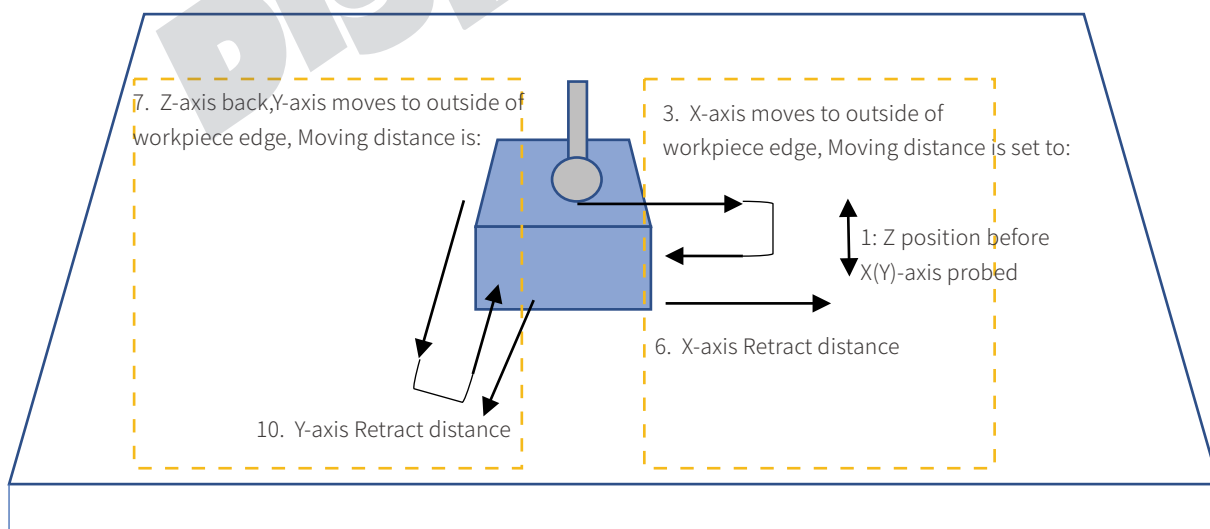 7. Z-axis back,Y-axis moves to outside of
workpiece edge, Moving distance is:
3. X-axis moves to outside of
workpiece edge, Moving distance is set to:
1: Z position before
X(Y)-axis probed
6. X-axis Retract distance
10. Y-axis Retract distance